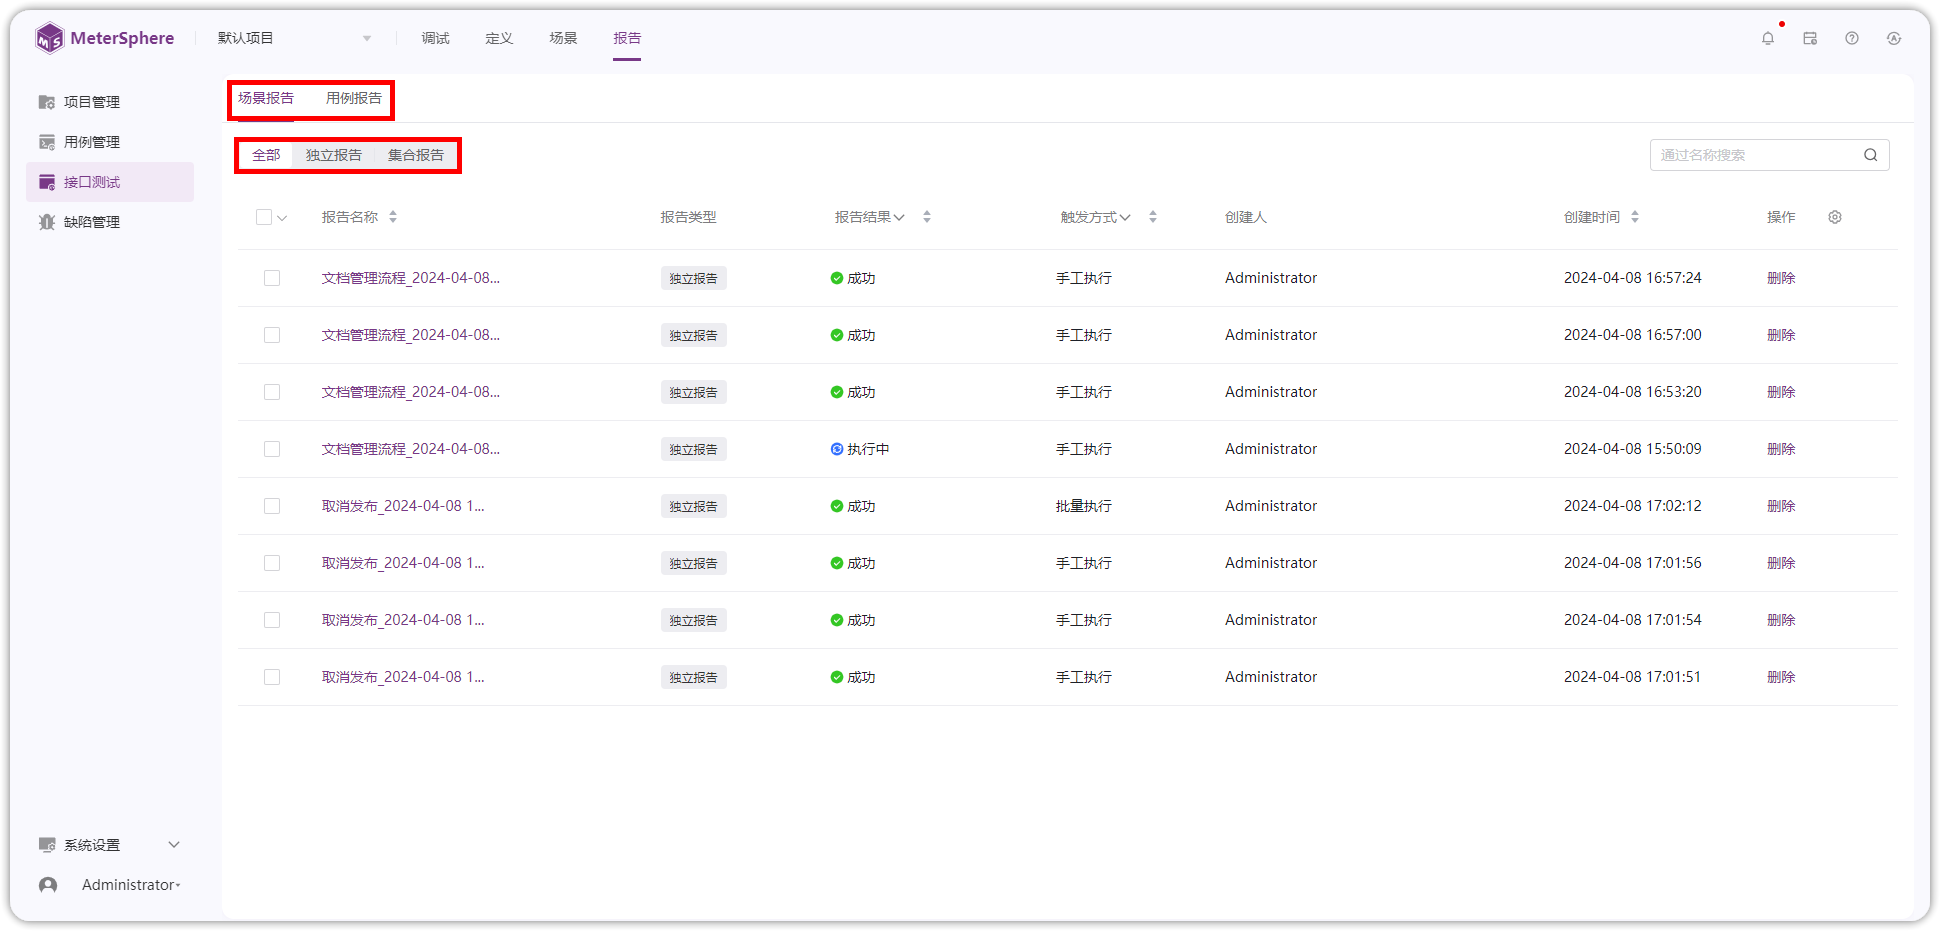 MeterSphere 默认项目 调试 定义 场景 报告
项目管理
用例管理
接口测试
缺陷管理
系统设置
Administrator
场景报告 用例报告
全部 独立报告 集合报告 通过名称搜索
报告名称 报告类型 报告结果 触发方式 创建人 创建时间 操作
文档管理流程_2024-04-08... 独立报告 成功 手工执行 Administrator 2024-04-08 16:57:24 删除
文档管理流程_2024-04-08... 独立报告 成功 手工执行 Administrator 2024-04-08 16:57:00 删除
文档管理流程_2024-04-08... 独立报告 成功 手工执行 Administrator 2024-04-08 16:53:20 删除
文档管理流程_2024-04-08... 独立报告 执行中 手工执行 Administrator 2024-04-08 15:50:09 删除
取消发布_2024-04-08 1... 独立报告 成功 批量执行 Administrator 2024-04-08 17:02:12 删除
取消发布_2024-04-08 1... 独立报告 成功 手工执行 Administrator 2024-04-08 17:01:56 删除
取消发布_2024-04-08 1... 独立报告 成功 手工执行 Administrator 2024-04-08 17:01:54 删除
取消发布_2024-04-08 1... 独立报告 成功 手工执行 Administrator 2024-04-08 17:01:51 删除